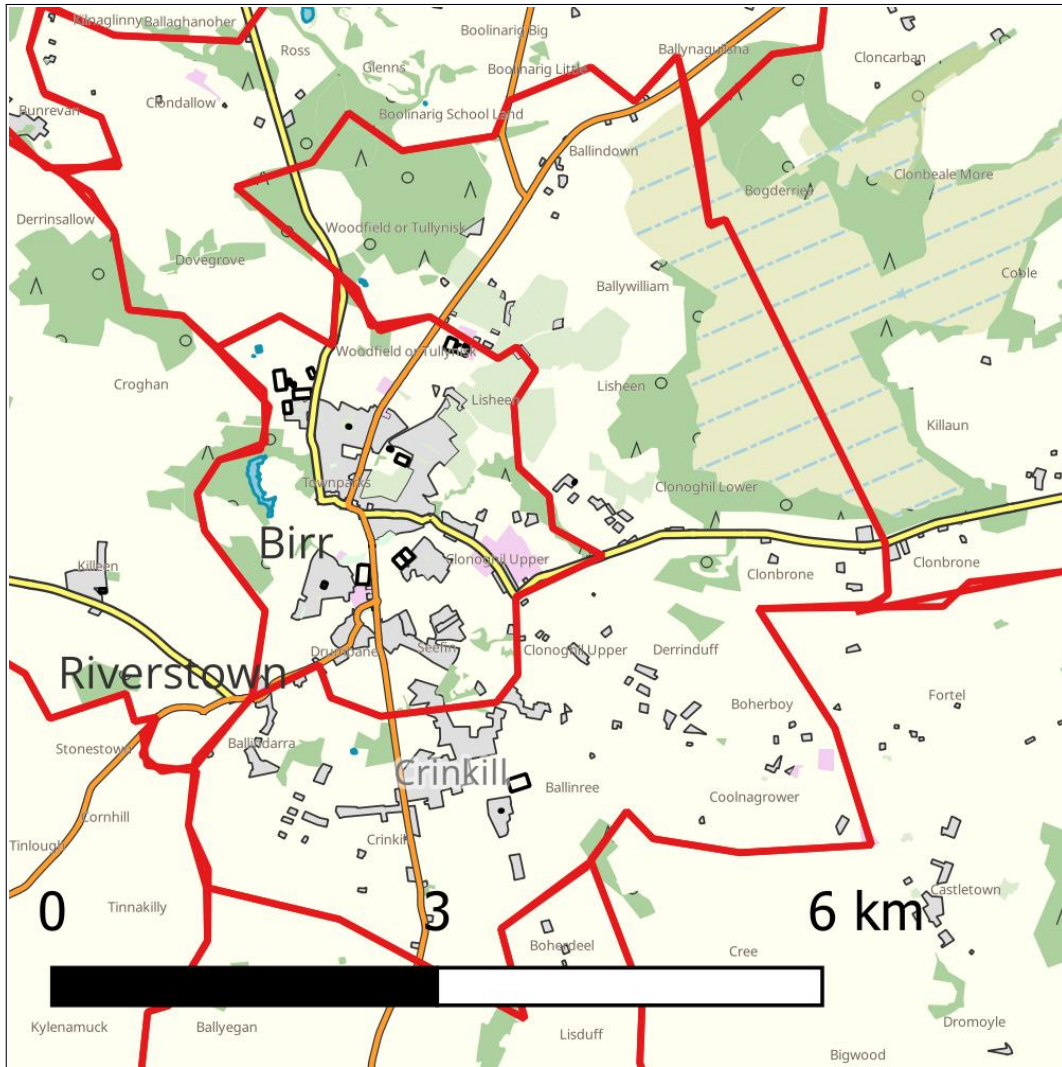 Kilnaglinny
Ballaghanoher
Ross
Boolinarig Big
Ballynaguilsha
Cloncarban
Glenns
Boolinarig Little
Clondallow
Bunrevan
Boolinarig School Land
Ballindown
Clonbeale More
Bogderries
Derrinsallow
Woodfield or Tullynisk
Dovegrove
Coole
Ballywilliam
Woodfield or Tullynisk
Croghan
Lisheen
Lisheen
Killaun
Townparks
Clonoghil Lower
Birr
Killeen
Clonoghil Upper
Clonbrone
Clonbrone
Riverstown
Drumbane
Seefin
Clonoghil Upper
Derrinduff
Fortel
Boherboy
Stonestown
Ballindarra
Crinkill
Ballinree
Coolnagrower
Cornhill
Tinlough
Crinkill
Castletown
Tinnakilly
0 3 6 km
Boherdeel
Cree
Kylenamuck
Ballyegan
Lisduff
Dromoyle
Bigwood